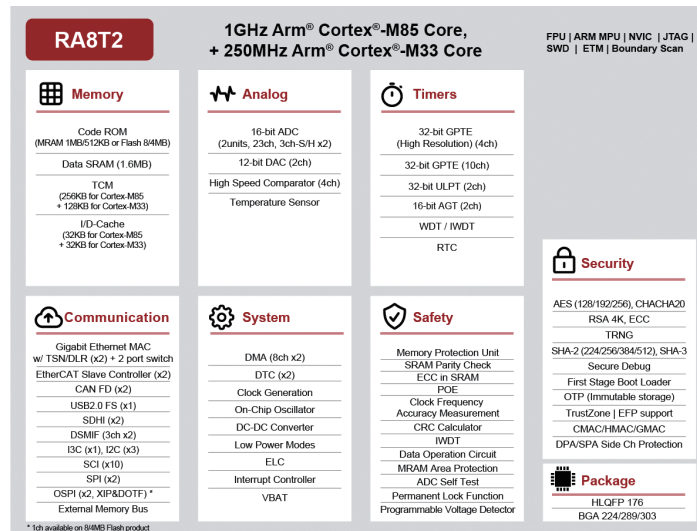 RA8T2
1GHz Arm® Cortex®-M85 Core,
+ 250MHz Arm® Cortex®-M33 Core
FPU | ARM MPU | NVIC | JTAG |
SWD | ETM | Boundary Scan
Memory
Code ROM
(MRAM 1MB/512KB or Flash 8/4MB)
Data SRAM (1.6MB)
TCM
(256KB for Cortex-M85
+ 128KB for Cortex-M33)
I/D-Cache
(32KB for Cortex-M85
+ 32KB for Cortex-M33)
Analog
16-bit ADC
(2units, 23ch, 3ch-S/H x2)
12-bit DAC (2ch)
High Speed Comparator (4ch)
Temperature Sensor
Timers
32-bit GPTE
(High Resolution) (4ch)
32-bit GPTE (10ch)
32-bit ULPT (2ch)
16-bit AGT (2ch)
WDT / IWDT
RTC
Communication
Gigabit Ethernet MAC
w/ TSN/DLR (x2) + 2 port switch
EtherCAT Slave Controller (x2)
CAN FD (x2)
USB2.0 FS (x1)
SDHI (x2)
DSMIF (3ch x2)
I3C (x1), I2C (x3)
SCI (x10)
SPI (x2)
OSPI (x2, XIP&DOTF) *
External Memory Bus
* 1ch available on 8/4MB Flash product
System
DMA (8ch x2)
DTC (x2)
Clock Generation
On-Chip Oscillator
DC-DC Converter
Low Power Modes
ELC
Interrupt Controller
VBAT
Safety
Memory Protection Unit
SRAM Parity Check
ECC in SRAM
POE
Clock Frequency
Accuracy Measurement
CRC Calculator
IWDT
Data Operation Circuit
MRAM Area Protection
ADC Self Test
Permanent Lock Function
Programmable Voltage Detector
Security
AES (128/192/256), CHACHA20
RSA 4K, ECC
TRNG
SHA-2 (224/256/384/512), SHA-3
Secure Debug
First Stage Boot Loader
OTP (Immutable storage)
TrustZone | EFP support
CMAC/HMAC/GMAC
DPA/SPA Side Ch Protection
Package
HLQFP 176
BGA 224/289/303